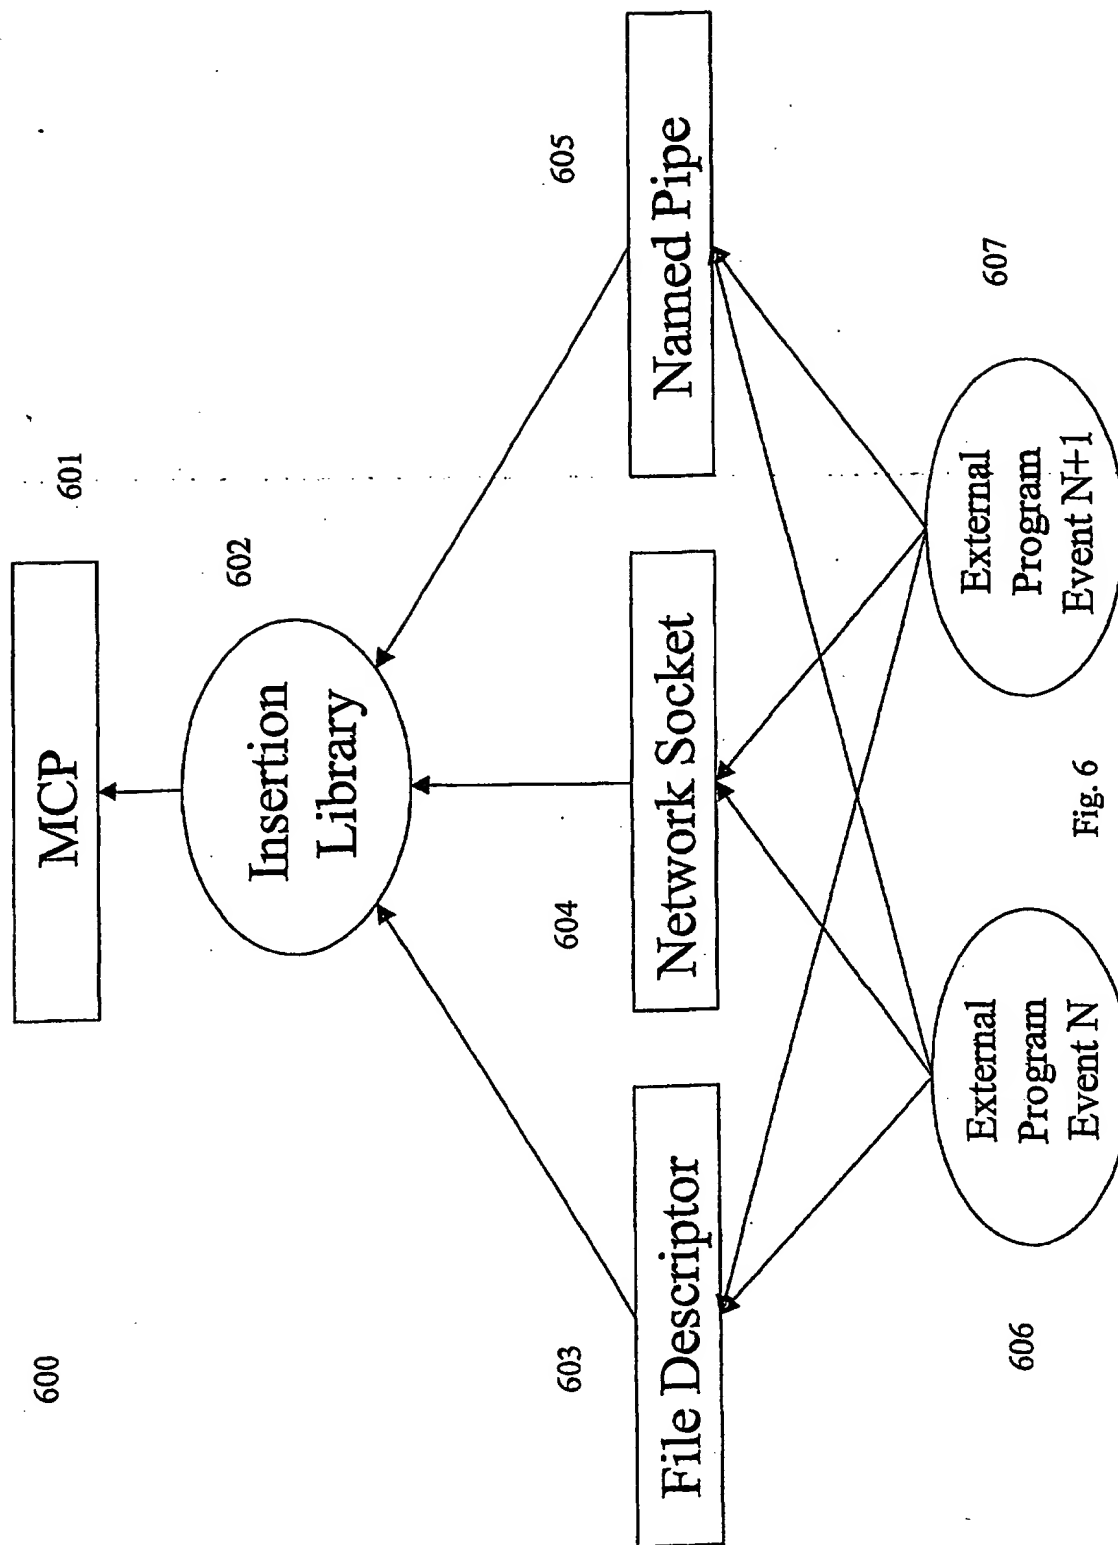 600
601
MCP
602
Insertion
Library
603
604
605
File Descriptor
Network Socket
Named Pipe
606
607
External
Program
Event N
External
Program
Event N+1
Fig. 6